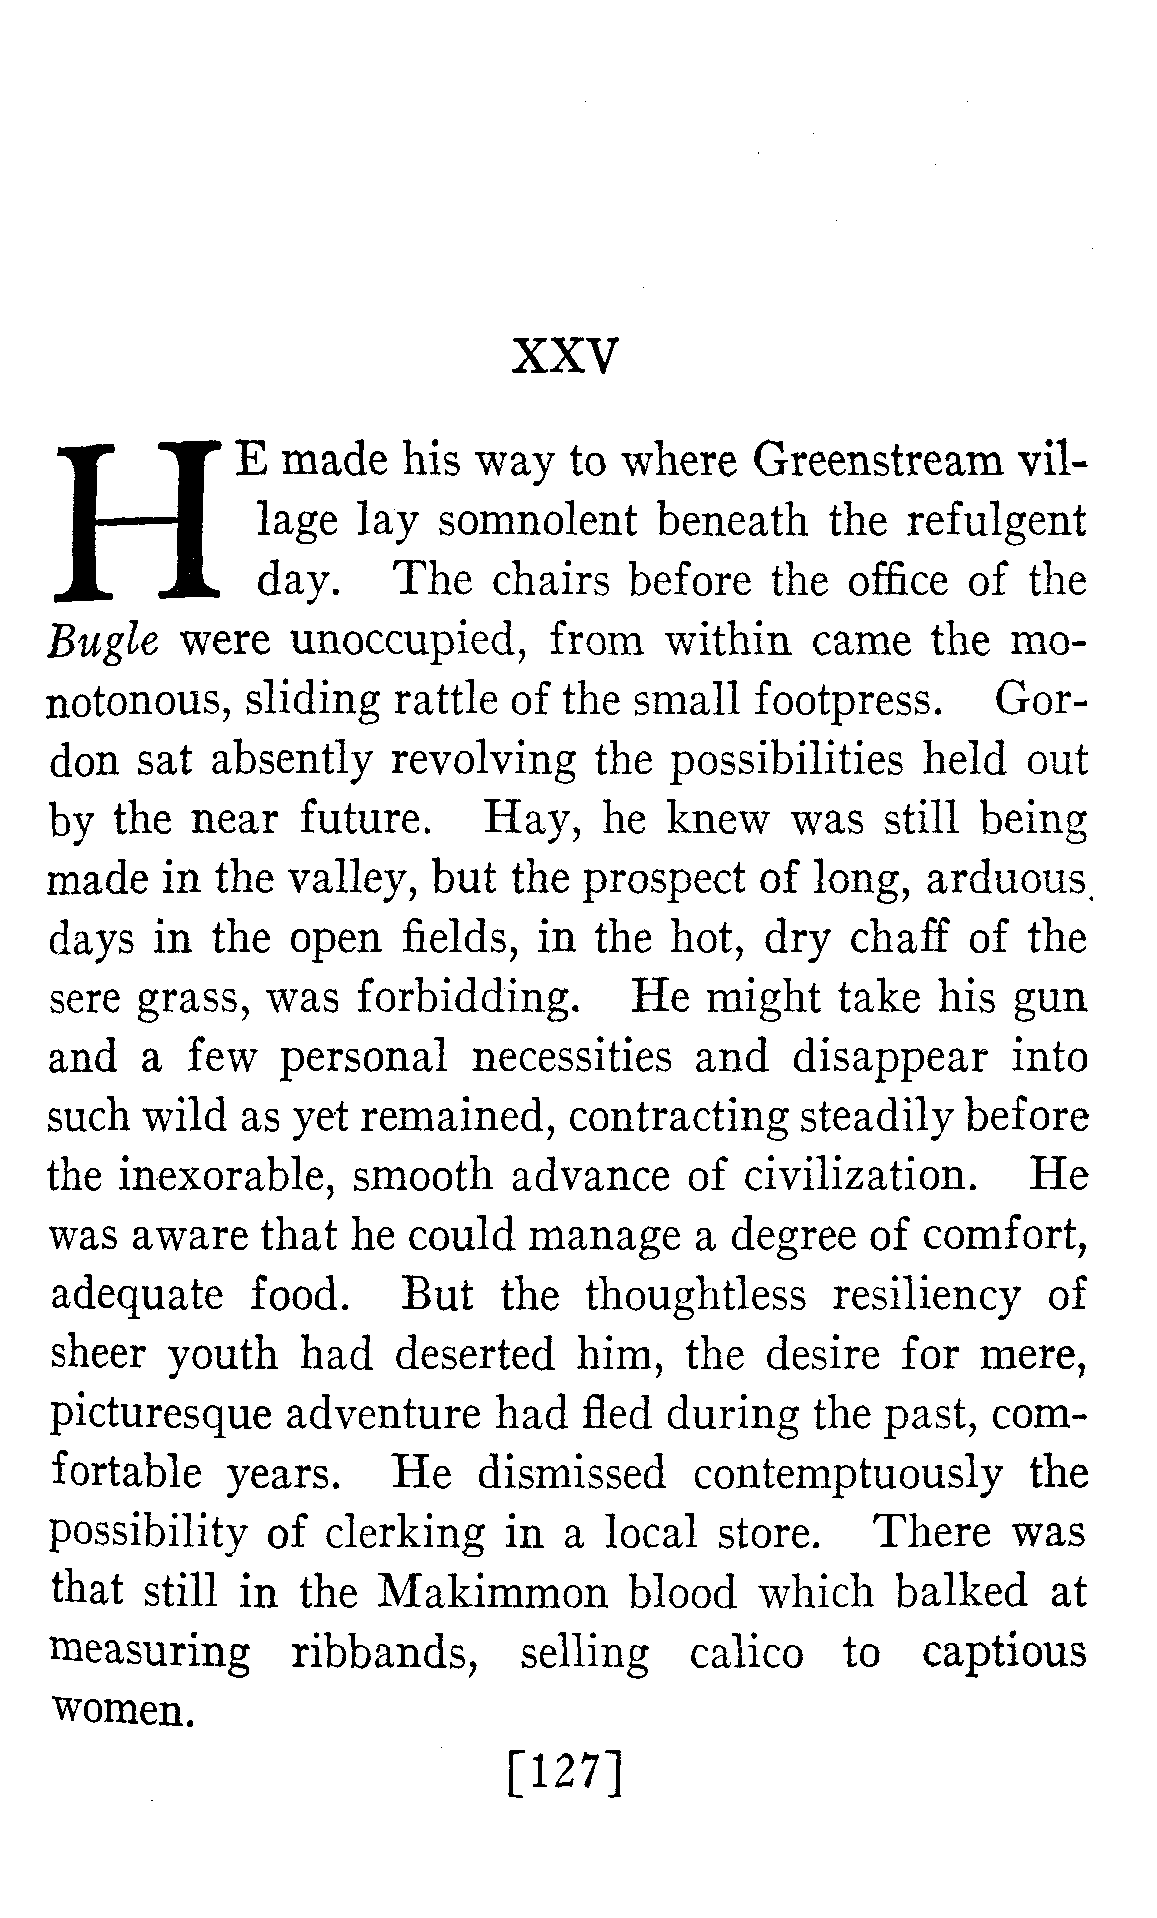 XXV
HE made his way to where Greenstream vil-
lage lay somnolent beneath the refulgent
day. The chairs before the office of the
Bugle were unoccupied, from within came the mo-
notonous, sliding rattle of the small footpress. Gor-
don sat absently revolving the possibilities held out
by the near future. Hay, he knew was still being
made in the valley, but the prospect of long, arduous
days in the open fields, in the hot, dry chaff of the
sere grass, was forbidding. He might take his gun
and a few personal necessities and disappear into
such wild as yet remained, contracting steadily before
the inexorable, smooth advance of civilization. He
was aware that he could manage a degree of comfort,
adequate food. But the thoughtless resiliency of
sheer youth had deserted him, the desire for mere,
picturesque adventure had fled during the past, com-
fortable years. He dismissed contemptuously the
possibility of clerking in a local store. There was
that still in the Makimmon blood which balked at
measuring ribbands, selling calico to captious
women.
[127]